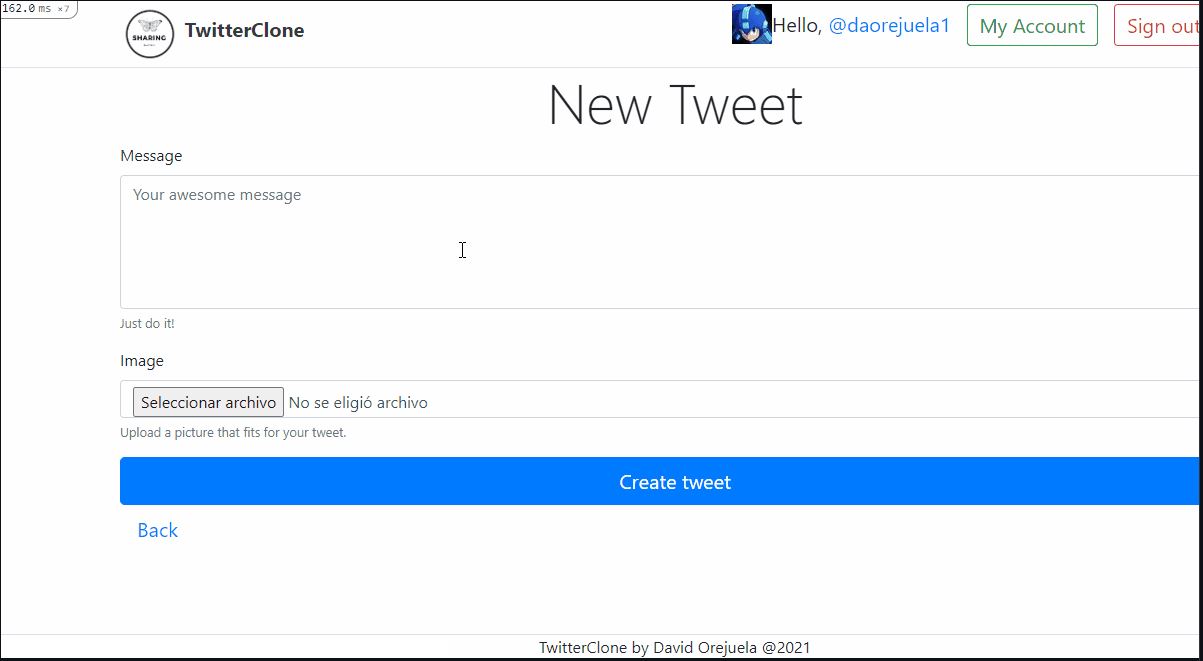 162.0 ms ×7
SHARING
TwitterClone
Hello, @daorejuela1
My Account
Sign out
New Tweet
Message
Your awesome message
Just do it!
Image
Seleccionar archivo No se eligió archivo
Upload a picture that fits for your tweet.
Create tweet
Back
TwitterClone by David Orejuela @2021